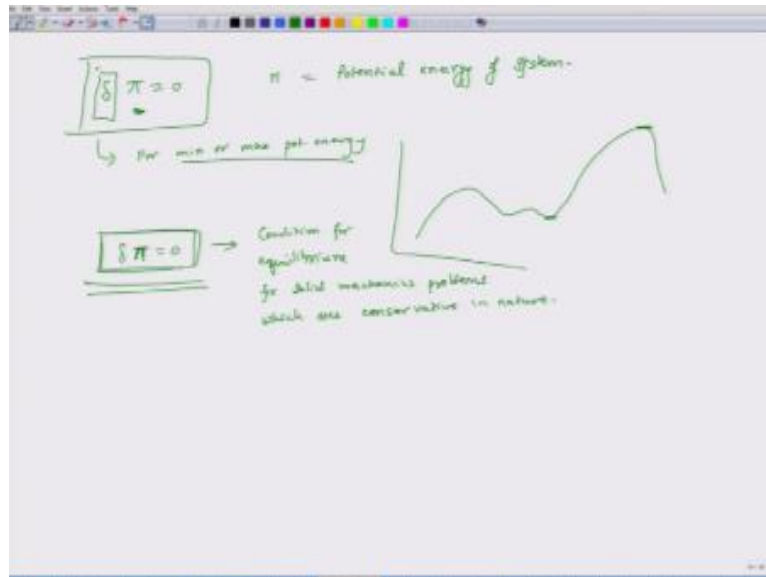 δ π = 0
π = Potential energy of system.
For min or max pot. energy
δ π = 0 → Condition for
equilibrium
for solid mechanics problems
which are conservative in nature.